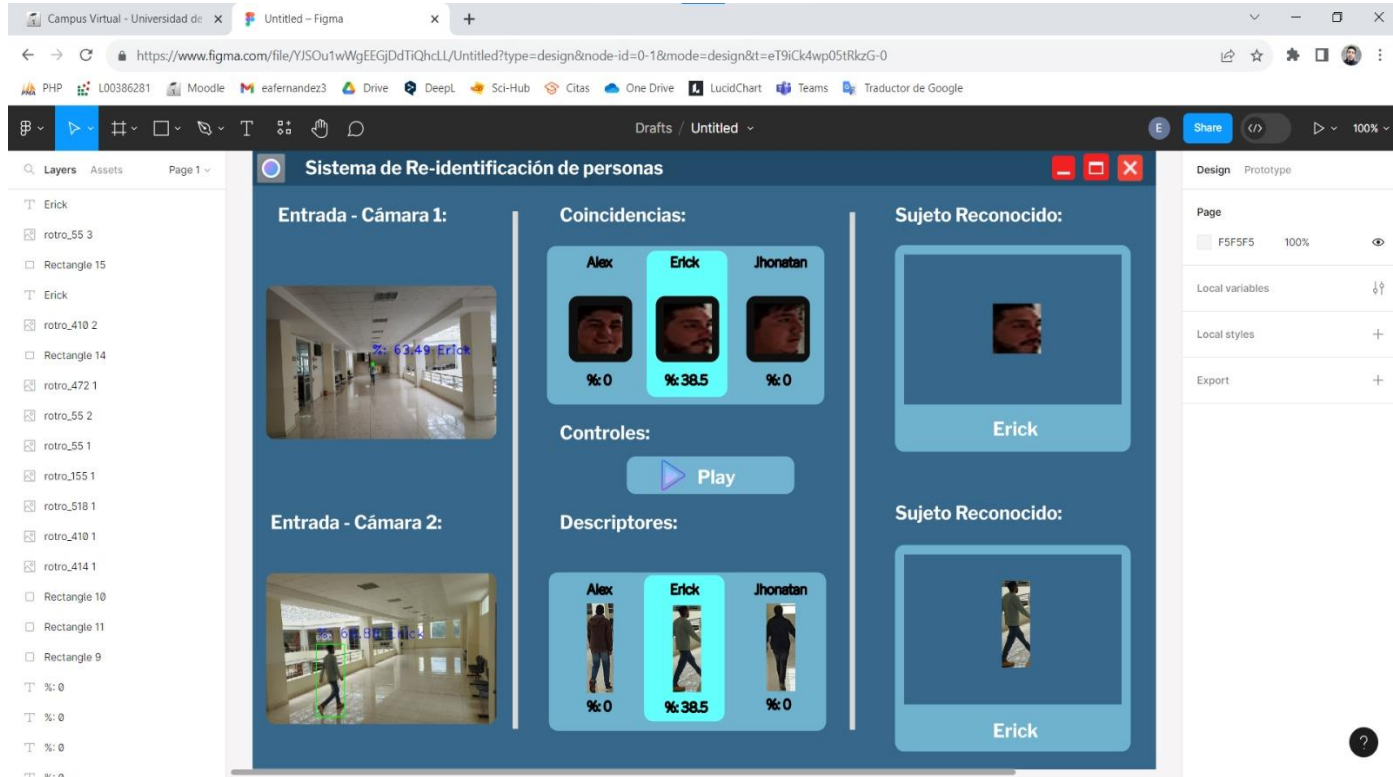 Campus Virtual - Universidad de
Untitled – Figma
https://www.figma.com/file/YJSOu1wWgEEGjDdTiQhcLL/Untitled?type=design&node-id=0-1&mode=design&t=eT9iCk4wp05tRkzG-0
PHP L00386281 Moodle eafernandez3 Drive DeepL Sci-Hub Citas One Drive LucidChart Teams Traductor de Google
Drafts / Untitled
E
Share
100%
Layers Assets Page 1
Erick
rotro_55 3
Rectangle 15
Erick
rotro_410 2
Rectangle 14
rotro_472 1
rotro_55 2
rotro_55 1
rotro_155 1
rotro_518 1
rotro_410 1
rotro_414 1
Rectangle 10
Rectangle 11
Rectangle 9
%: 0
%: 0
%: 0
%: 0
Sistema de Re-identificación de personas
Entrada - Cámara 1:
%: 63.49 Erick
Entrada - Cámara 2:
Erick
Coincidencias:
Alex Erick Jhonatan
%: 0 %: 38.5 %: 0
Controles:
Play
Descriptores:
Alex Erick Jhonatan
%: 0 %: 38.5 %: 0
Sujeto Reconocido:
Erick
Sujeto Reconocido:
Erick
Design Prototype
Page
F5F5F5 100%
Local variables
Local styles
Export
?